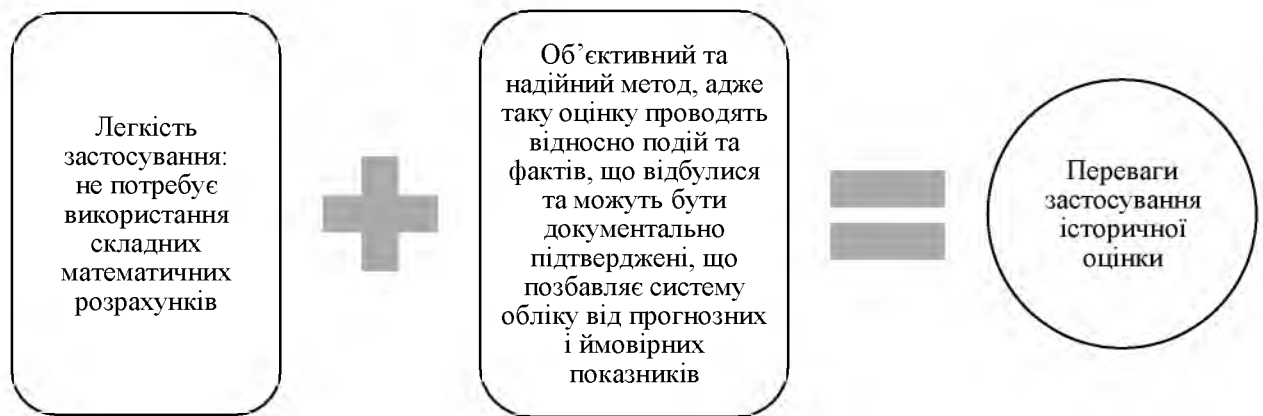 Легкість
застосування:
не потребує
використання
складних
математичних
розрахунків
Об’єктивний та
надійний метод, адже
таку оцінку проводять
відносно подій та
фактів, що відбулися
та можуть бути
документально
підтверджені, що
позбавляє систему
обліку від прогнозних
і ймовірних
показників
Переваги
застосування
історичної
оцінки